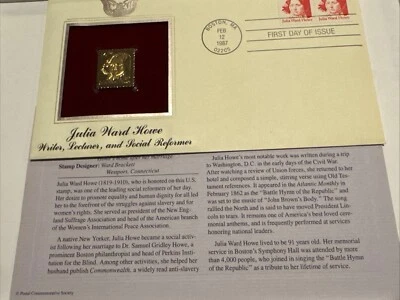 BOSTON, MA
FEB
12
1987
02205
Julia Ward Howe
Julia Ward Howe
FIRST DAY OF ISSUE
Julia Ward Howe
Writer, Lecturer, and Social Reformer
Stamp Designer: Ward Brackett
Westport, Connecticut
Julia Ward Howe (1819-1910), who is honored on this U.S.
stamp, was one of the leading social reformers of her day.
Her desire to promote equality and human dignity for all led
her to the forefront of the struggles against slavery and for
women's rights. She served as president of the New Eng-
land Suffrage Association and head of the American branch
of the Women's International Peace Association.
A native New Yorker, Julia Howe became a social activ-
ist following her marriage to Dr. Samuel Gridley Howe, a
prominent Boston philanthropist and head of Perkins Insti-
tution for the Blind. Among other activities, she helped her
husband publish Commonwealth, a widely read anti-slavery
Julia Howe's most notable work was written during a trip
to Washington, D.C. in the early days of the Civil War.
After watching a review of Union forces, she returned to her
hotel and composed a simple, stirring verse using Old Tes-
tament references. It appeared in the Atlantic Monthly in
February 1862 as the "Battle Hymn of the Republic" and
was set to the music of "John Brown's Body." The song
rallied the North and is said to have moved President Lin-
coln to tears. It remains one of America's best loved cere-
monial anthems, and is frequently performed at services
honoring national leaders.
Julia Ward Howe lived to be 91 years old. Her memorial
service in Boston's Symphony Hall was attended by more
than 4,000 people, who joined in singing the "Battle Hymn
of the Republic" as a tribute to her lifetime of service.
Commemorative Society